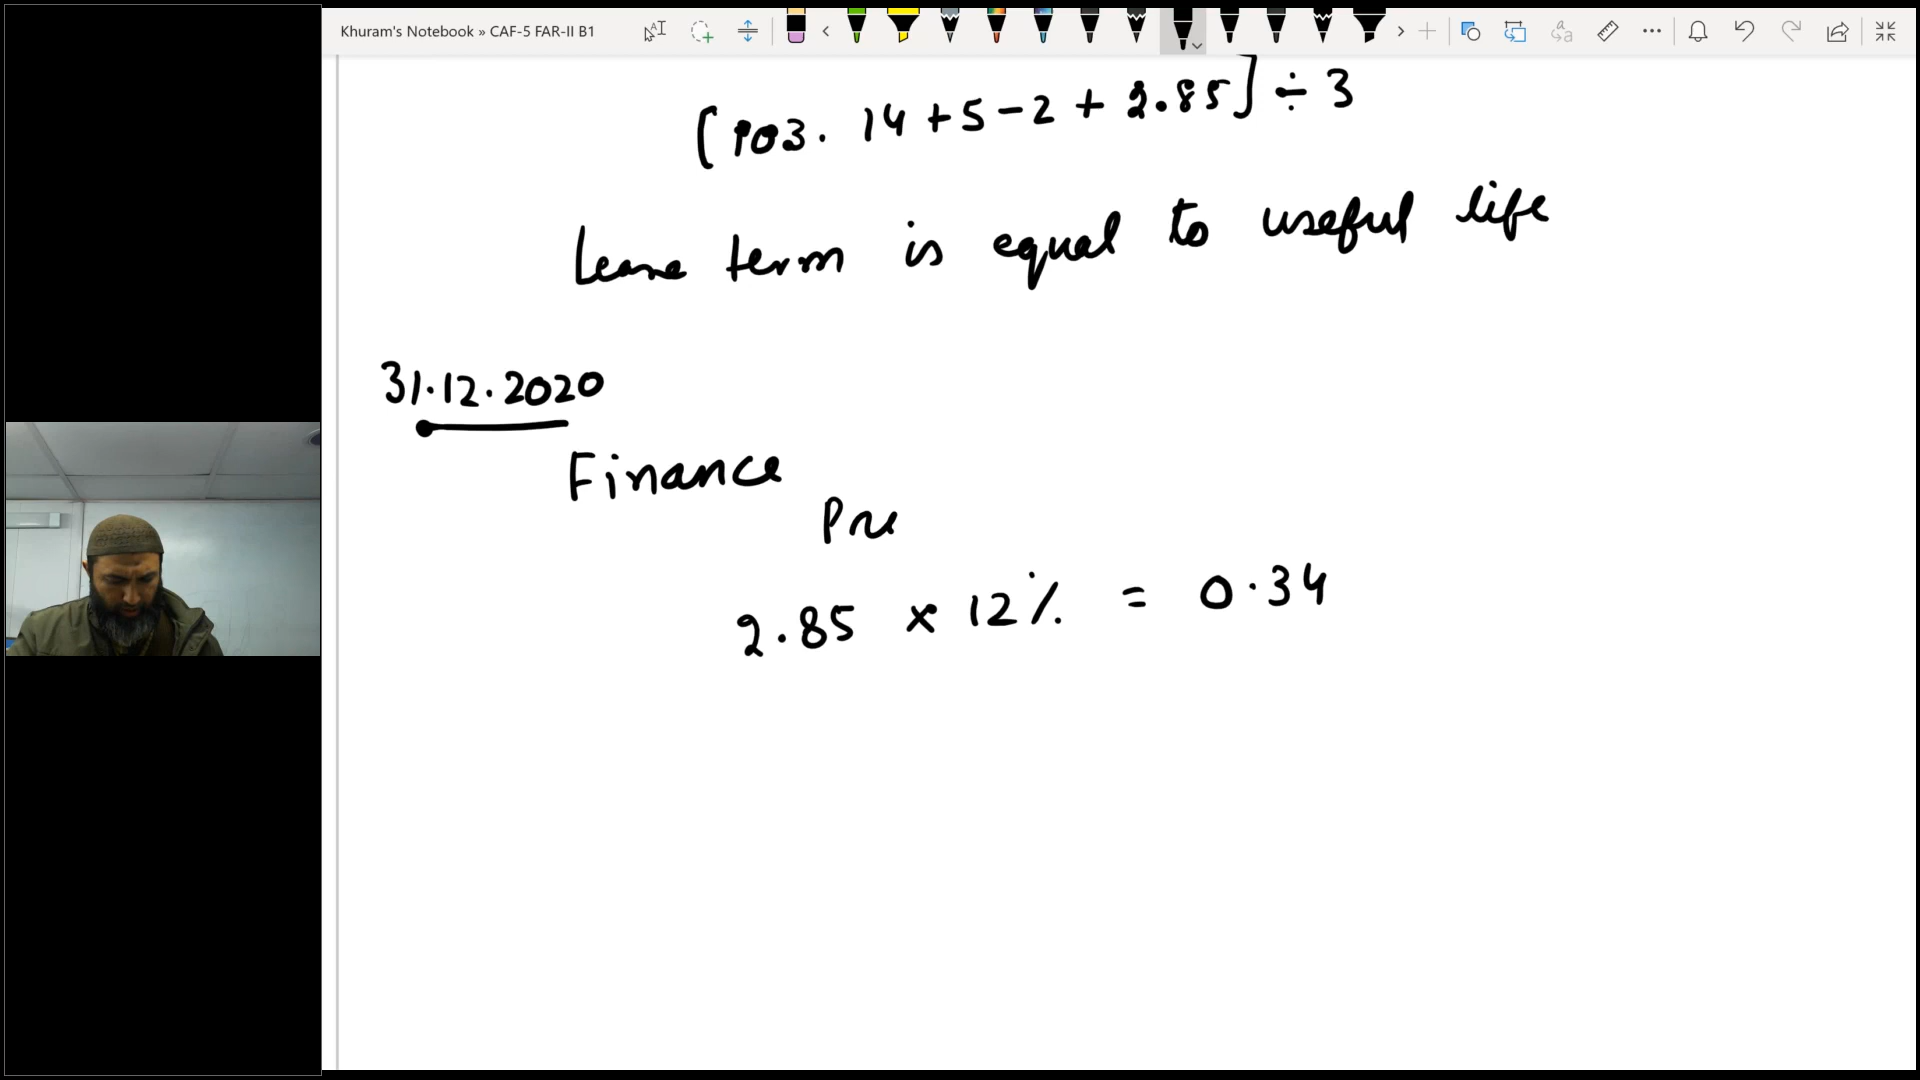 Khuram's Notebook » CAF-5 FAR-II B1
[103.14 + 5 - 2 + 2.85] ÷ 3
Lease term is equal to useful life
31.12.2020
Finance
Pre
2.85 × 12% = 0.34